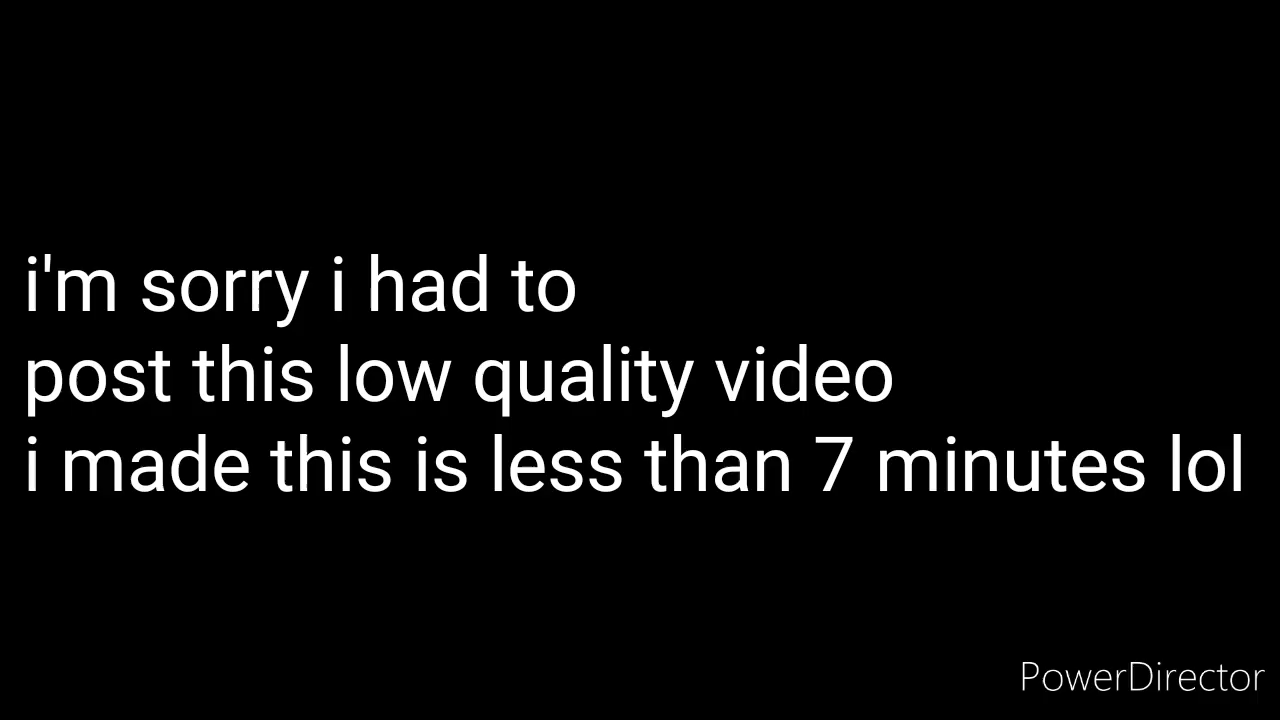 i'm sorry i had to
post this low quality video
i made this is less than 7 minutes lol
PowerDirector